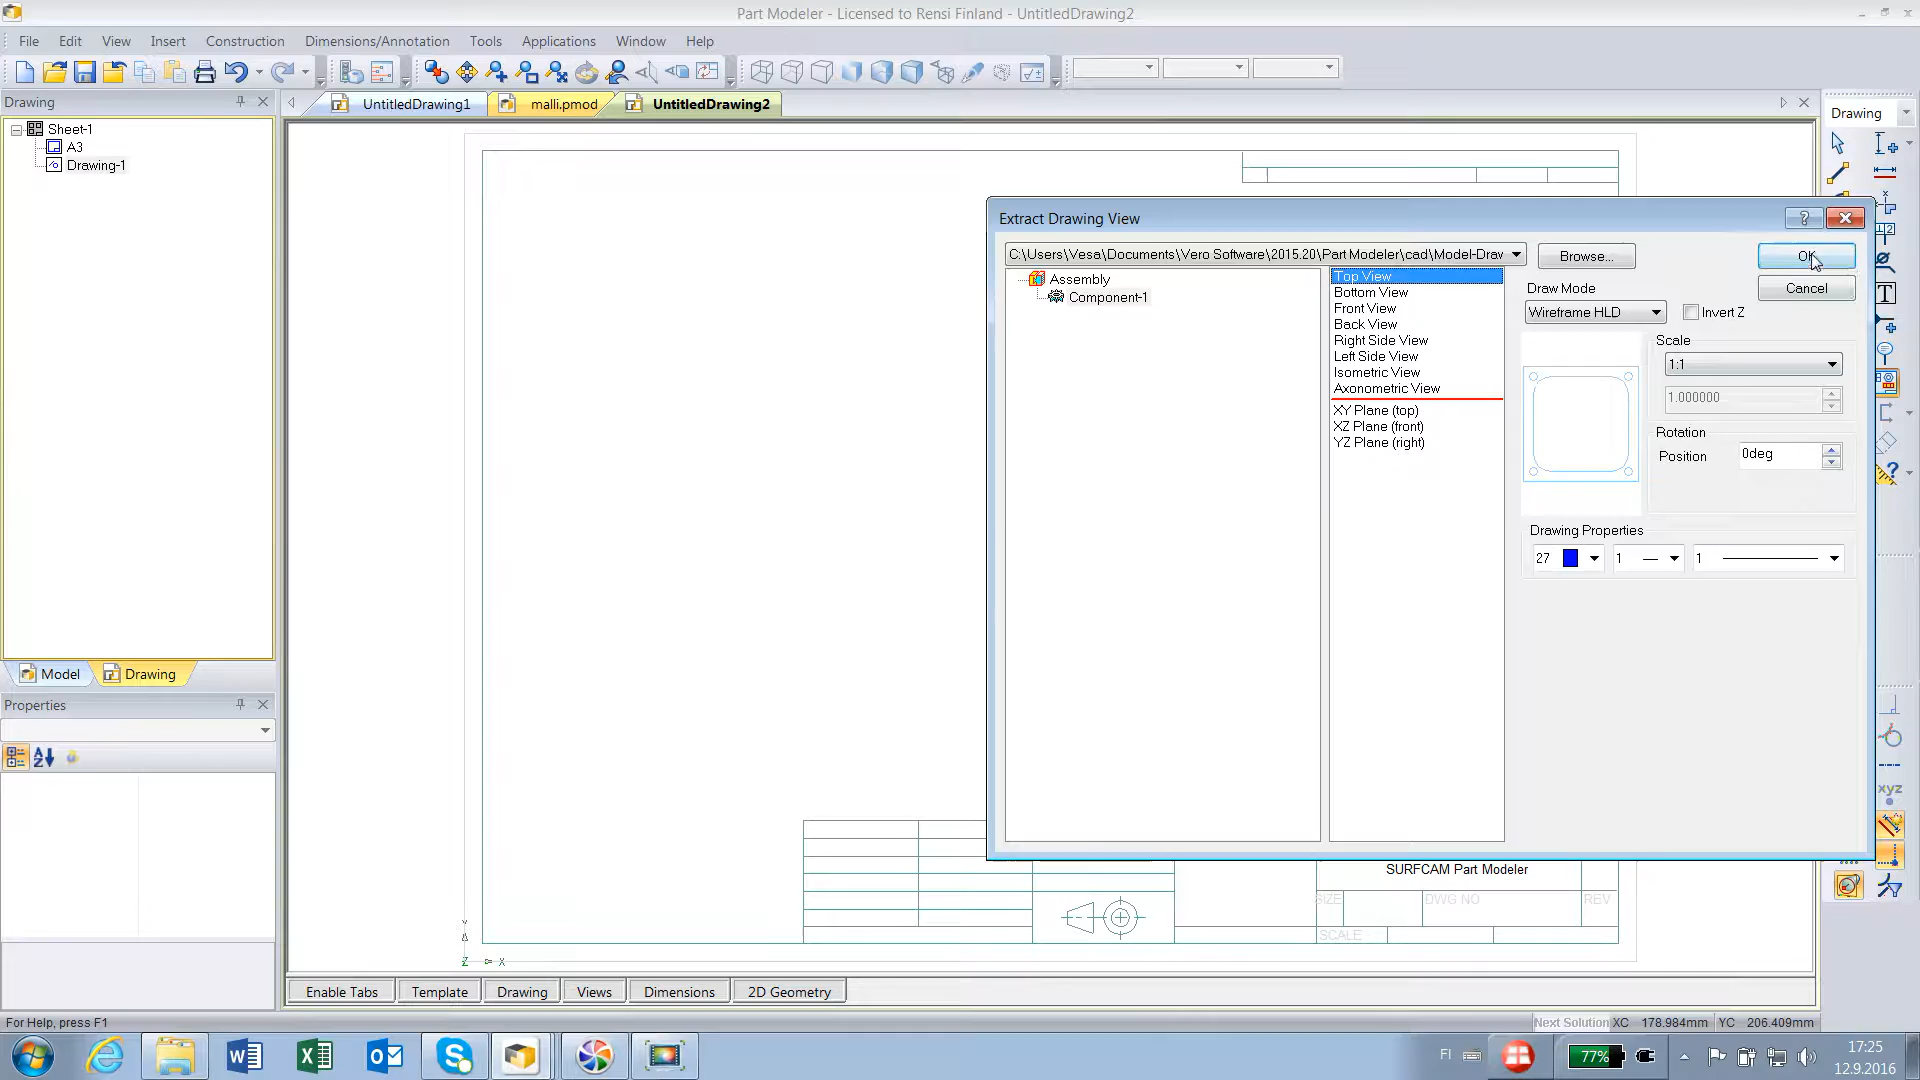 Part Modeler - Licensed to Rensi Finland - UntitledDrawing2
File Edit View Insert Construction Dimensions/Annotation Tools Applications Window Help
Drawing
UntitledDrawing1 malli.pmod UntitledDrawing2
Drawing
Sheet-1
A3
Drawing-1
Extract Drawing View
C:\Users\Vesa\Documents\Vero Software\2015.20\Part Modeler\cad\Model-Draw
Browse...
OK
Cancel
Assembly
Component-1
Top View
Bottom View
Front View
Back View
Right Side View
Left Side View
Isometric View
Axonometric View
XY Plane (top)
XZ Plane (front)
YZ Plane (right)
Draw Mode
Wireframe HLD
Invert Z
Scale
1:1
1.000000
Rotation
Position 0deg
Drawing Properties
27 1 1
Model Drawing
Properties
SURFCAM Part Modeler
SIZE DWG NO REV
SCALE
Y
Z X
xyz
Enable Tabs Template Drawing Views Dimensions 2D Geometry
For Help, press F1
Next Solution XC 178.984mm YC 206.409mm
FI
77%
17:25
12.9.2016